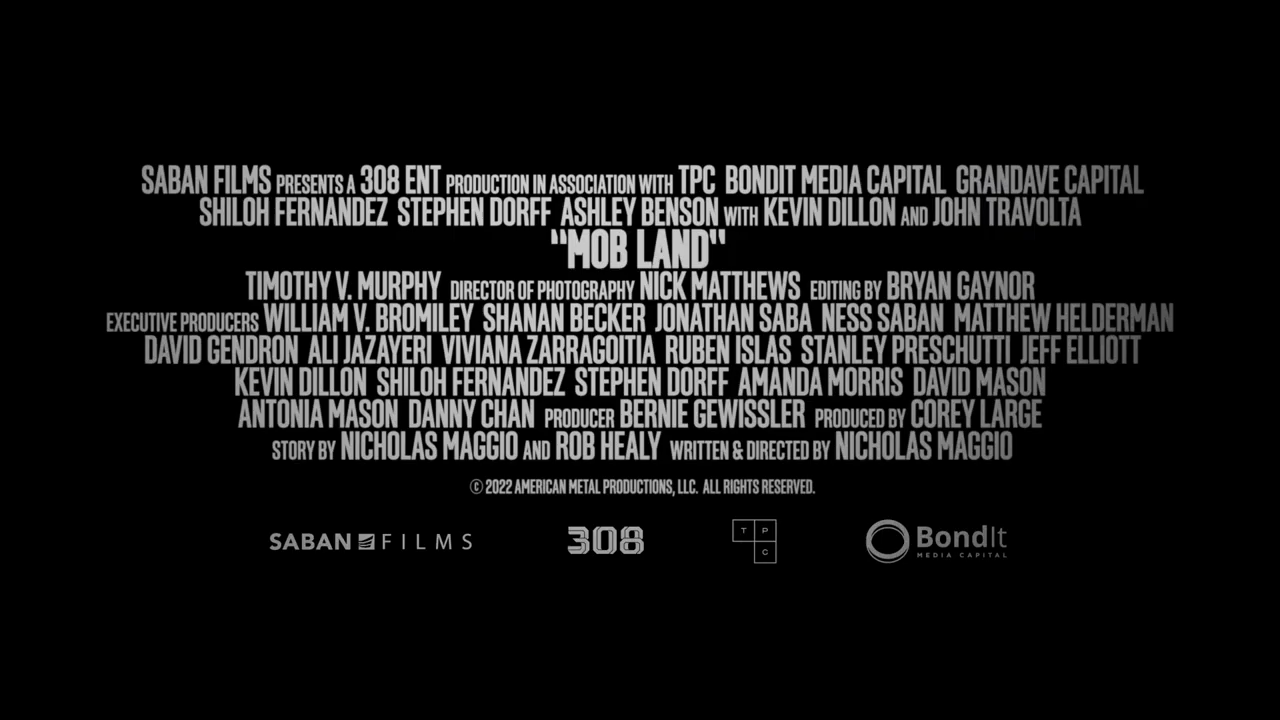 SABAN FILMS PRESENTS A 308 ENT PRODUCTION IN ASSOCIATION WITH TPC BONDIT MEDIA CAPITAL GRANDAVE CAPITAL
SHILOH FERNANDEZ STEPHEN DORFF ASHLEY BENSON WITH KEVIN DILLON AND JOHN TRAVOLTA
"MOB LAND"
TIMOTHY V. MURPHY DIRECTOR OF PHOTOGRAPHY NICK MATTHEWS EDITING BY BRYAN GAYNOR
EXECUTIVE PRODUCERS WILLIAM V. BROMILEY SHANAN BECKER JONATHAN SABA NESS SABAN MATTHEW HELDERMAN
DAVID GENDRON ALI JAZAYERI VIVIANA ZARRAGOITIA RUBEN ISLAS STANLEY PRESCHUTTI JEFF ELLIOTT
KEVIN DILLON SHILOH FERNANDEZ STEPHEN DORFF AMANDA MORRIS DAVID MASON
ANTONIA MASON DANNY CHAN PRODUCER BERNIE GEWISSLER PRODUCED BY COREY LARGE
STORY BY NICHOLAS MAGGIO AND ROB HEALY WRITTEN & DIRECTED BY NICHOLAS MAGGIO
© 2022 AMERICAN METAL PRODUCTIONS, LLC. ALL RIGHTS RESERVED.
SABAN FILMS 308 TPC BondIt
MEDIA CAPITAL